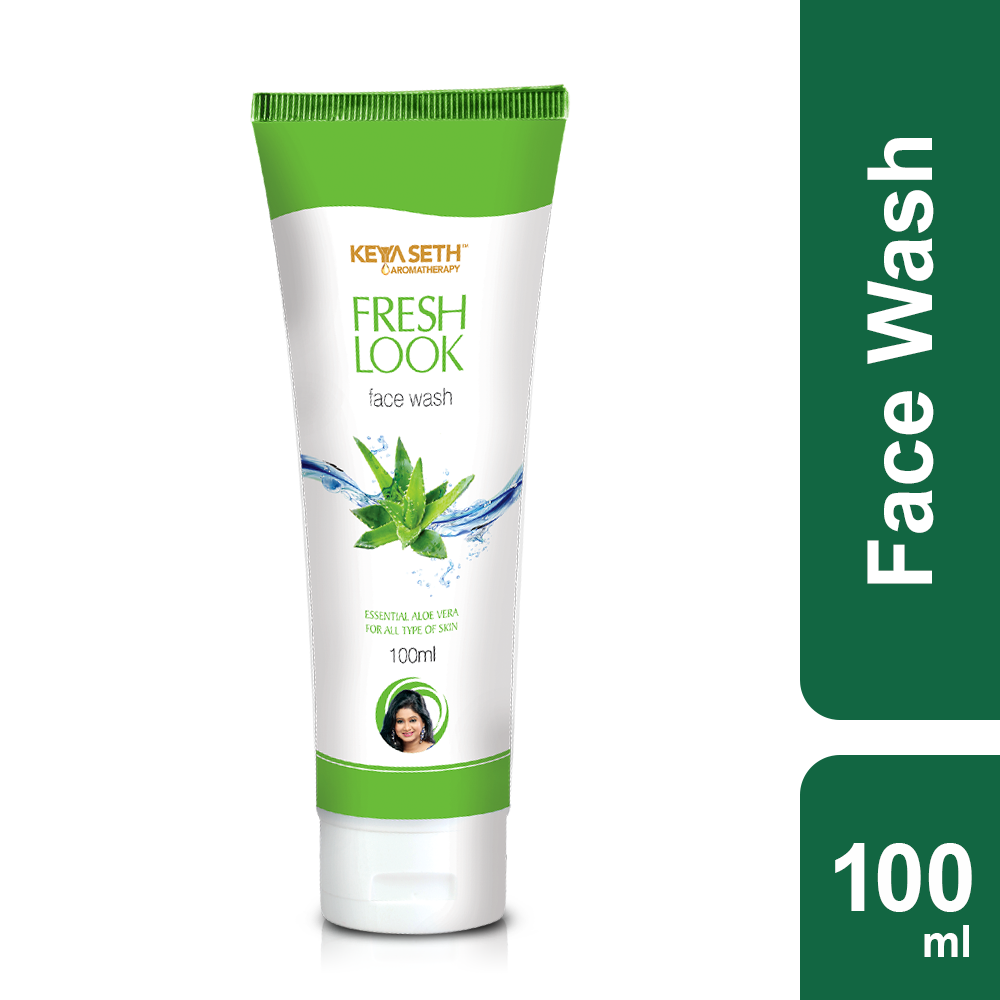 KEYA SETH™
AROMATHERAPY
FRESH
LOOK
face wash
ESSENTIAL ALOE VERA
FOR ALL TYPE OF SKIN
100ml
Face Wash
100
ml